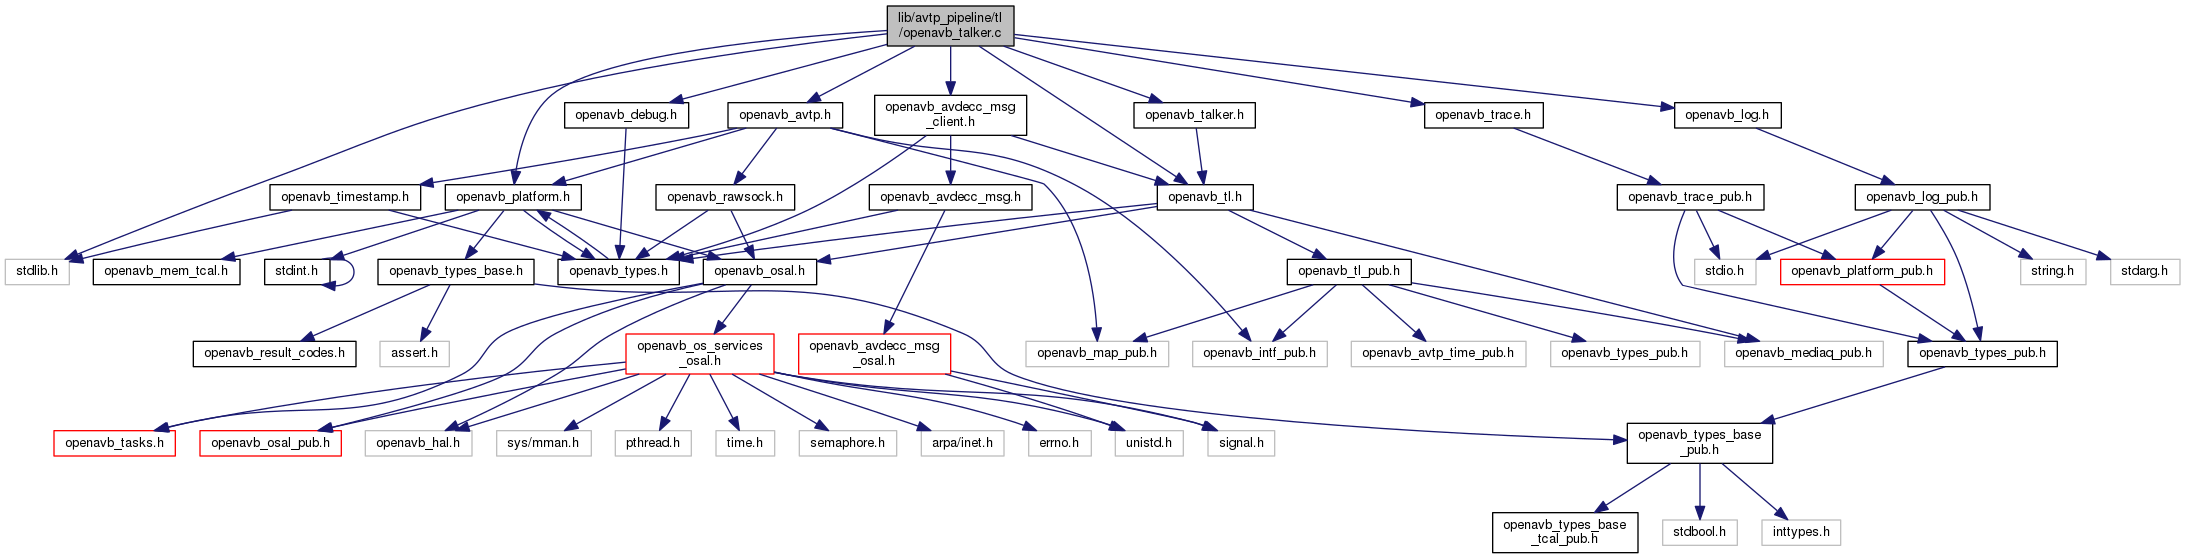 lib/avtp_pipeline/tl
/openavb_talker.c
openavb_debug.h
openavb_avtp.h
openavb_avdecc_msg
_client.h
openavb_talker.h
openavb_trace.h
openavb_log.h
openavb_timestamp.h
openavb_platform.h
openavb_rawsock.h
openavb_avdecc_msg.h
openavb_tl.h
openavb_trace_pub.h
openavb_log_pub.h
stdlib.h
openavb_mem_tcal.h
stdint.h
openavb_types_base.h
openavb_types.h
openavb_osal.h
openavb_tl_pub.h
stdio.h
openavb_platform_pub.h
string.h
stdarg.h
openavb_result_codes.h
assert.h
openavb_os_services
_osal.h
openavb_avdecc_msg
_osal.h
openavb_map_pub.h
openavb_intf_pub.h
openavb_avtp_time_pub.h
openavb_types_pub.h
openavb_mediaq_pub.h
openavb_types_pub.h
openavb_tasks.h
openavb_osal_pub.h
openavb_hal.h
sys/mman.h
pthread.h
time.h
semaphore.h
arpa/inet.h
errno.h
unistd.h
signal.h
openavb_types_base
_pub.h
openavb_types_base
_tcal_pub.h
stdbool.h
inttypes.h